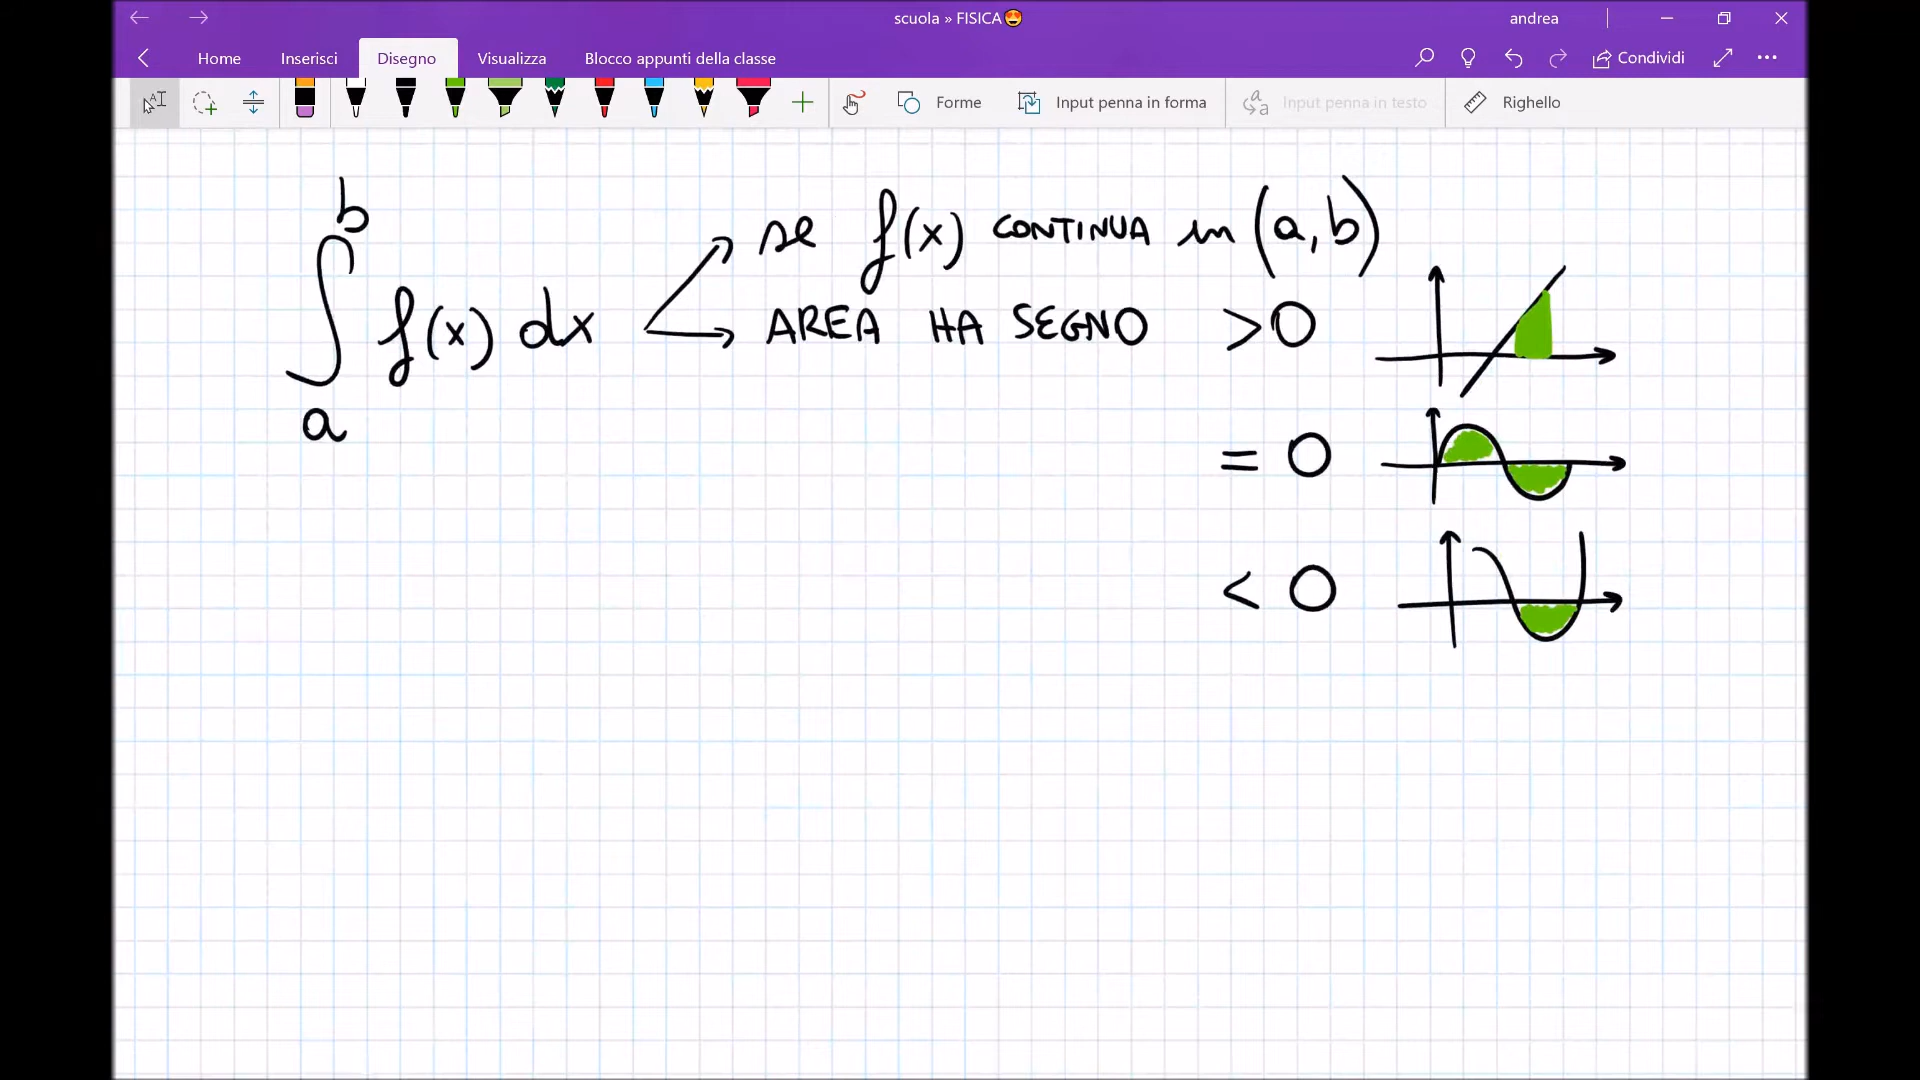 scuola » FISICA😍
andrea
Home Inserisci Disegno Visualizza Blocco appunti della classe Condividi
Forme Input penna in forma Input penna in testo Righello
b
∫ f(x) dx
a
se f(x) CONTINUA in (a, b)
AREA HA SEGNO >0
= 0
< 0